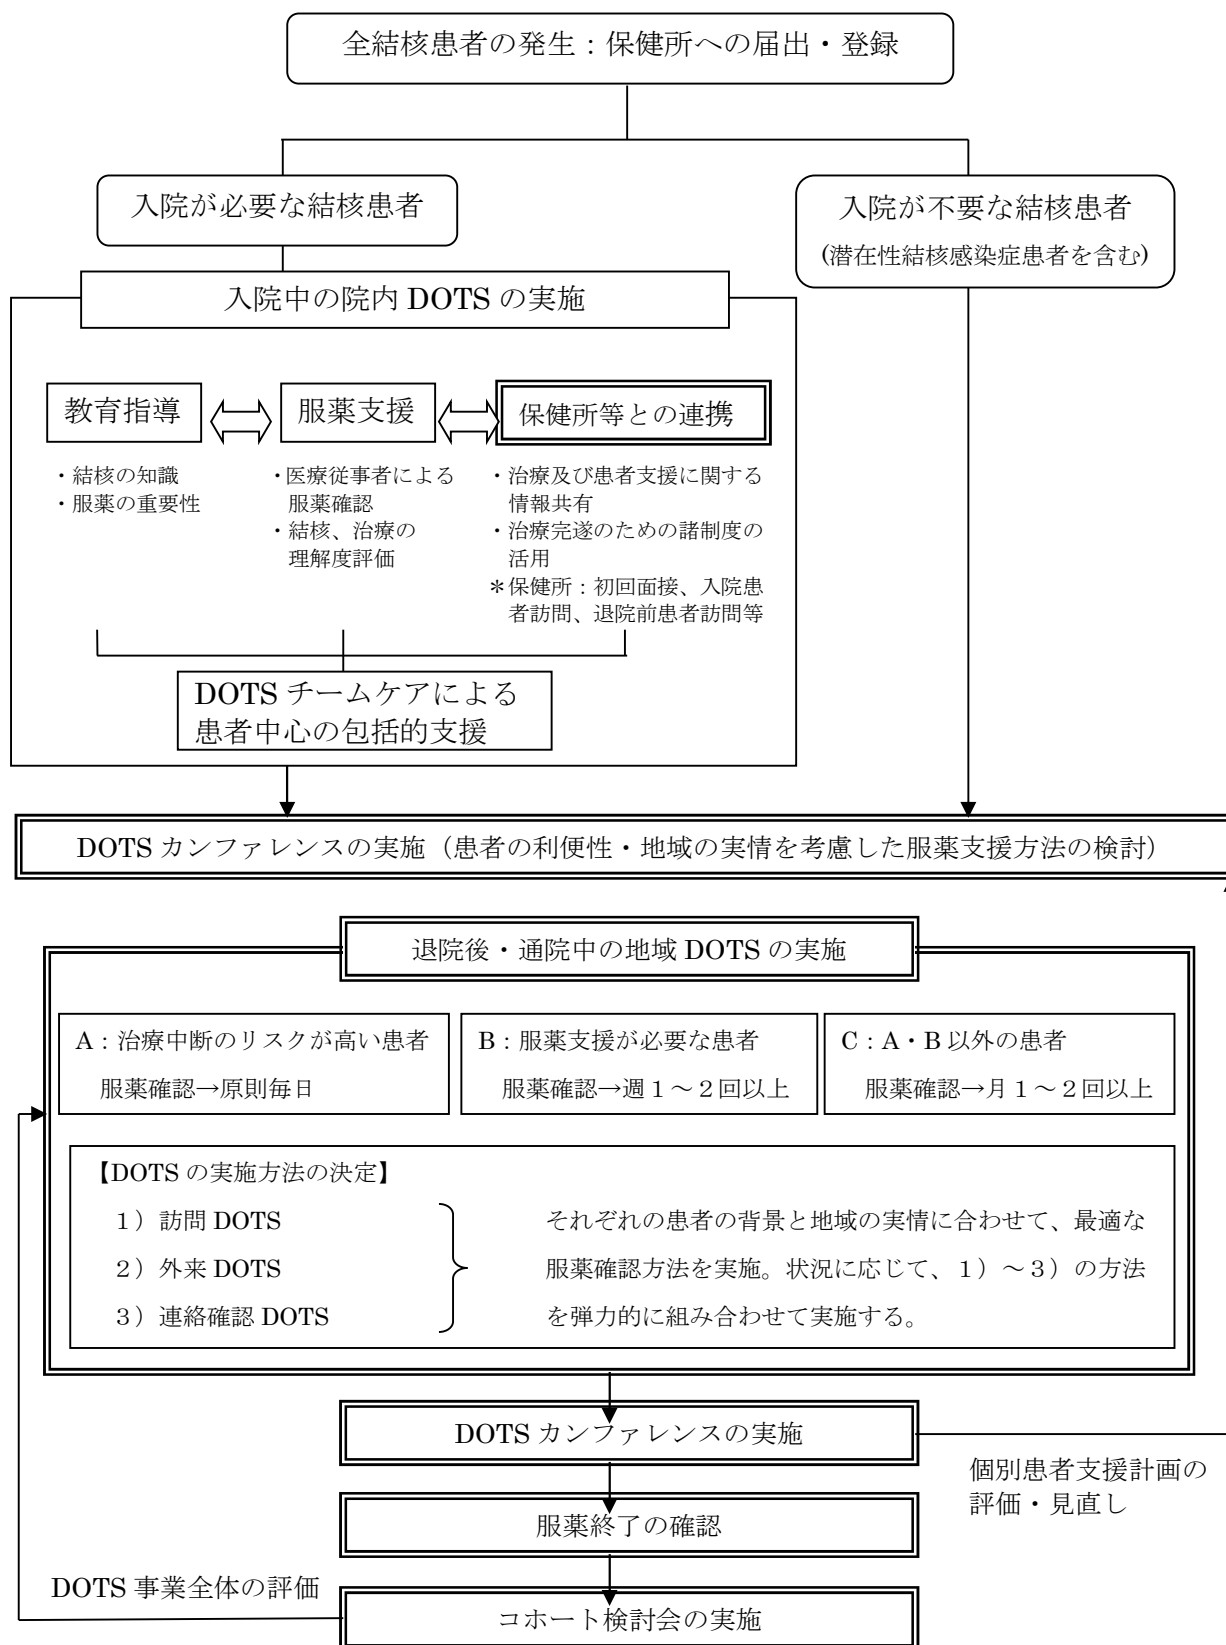 全結核患者の発生：保健所への届出・登録
入院が必要な結核患者
入院が不要な結核患者
(潜在性結核感染症患者を含む)
入院中の院内 DOTS の実施
教育指導
服薬支援
保健所等との連携
・結核の知識
・服薬の重要性
・医療従事者による
服薬確認
・結核、治療の
理解度評価
・治療及び患者支援に関する
情報共有
・治療完遂のための諸制度の
活用
＊保健所：初回面接、入院患
者訪問、退院前患者訪問等
DOTS チームケアによる
患者中心の包括的支援
DOTS カンファレンスの実施（患者の利便性・地域の実情を考慮した服薬支援方法の検討）
退院後・通院中の地域 DOTS の実施
A：治療中断のリスクが高い患者
服薬確認→原則毎日
B：服薬支援が必要な患者
服薬確認→週１～２回以上
C：A・B 以外の患者
服薬確認→月１～２回以上
【DOTS の実施方法の決定】
１）訪問 DOTS
２）外来 DOTS
３）連絡確認 DOTS
それぞれの患者の背景と地域の実情に合わせて、最適な
服薬確認方法を実施。状況に応じて、１）～３）の方法
を弾力的に組み合わせて実施する。
DOTS カンファレンスの実施
個別患者支援計画の
評価・見直し
服薬終了の確認
DOTS 事業全体の評価
コホート検討会の実施